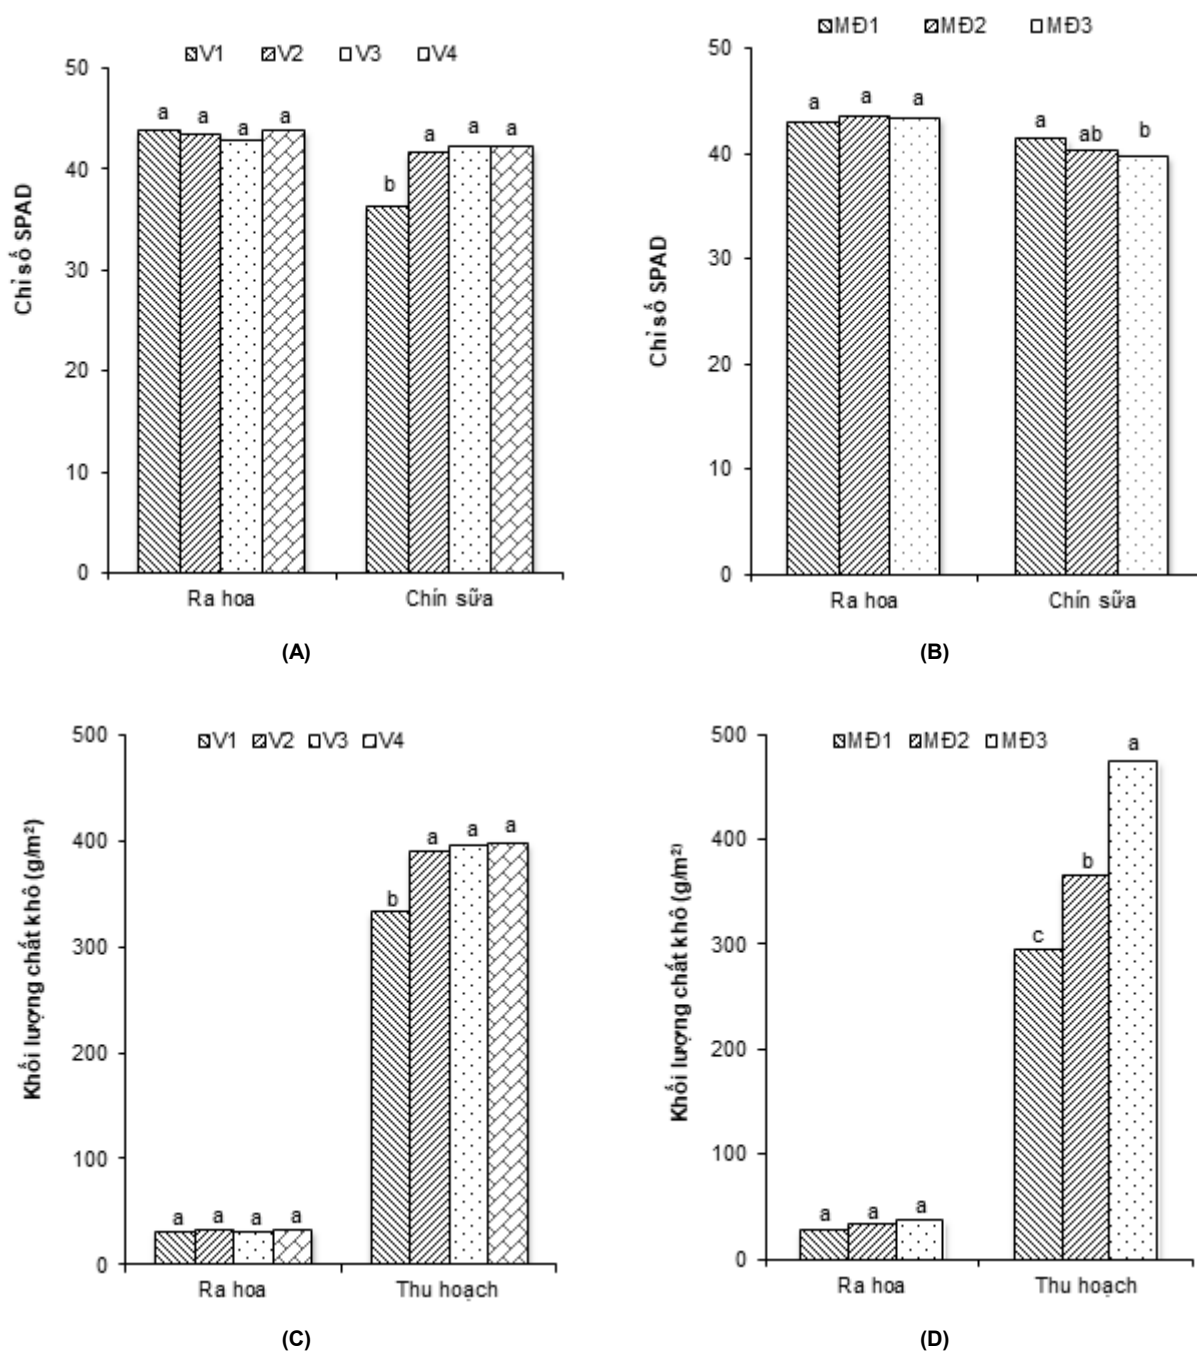 V1 V2 V3 V4
50
40
30
20
10
0
Chỉ số SPAD
a a a a
b a a a
Ra hoa Chín sữa
(A)
MĐ1 MĐ2 MĐ3
50
40
30
20
10
0
Chỉ số SPAD
a a a
a ab b
Ra hoa Chín sữa
(B)
V1 V2 V3 V4
500
400
300
200
100
0
Khối lượng chất khô (g/m²)
a a a a
b a a a
Ra hoa Thu hoạch
(C)
MĐ1 MĐ2 MĐ3
500
400
300
200
100
0
Khối lượng chất khô (g/m²)
a a a
c b a
Ra hoa Thu hoạch
(D)